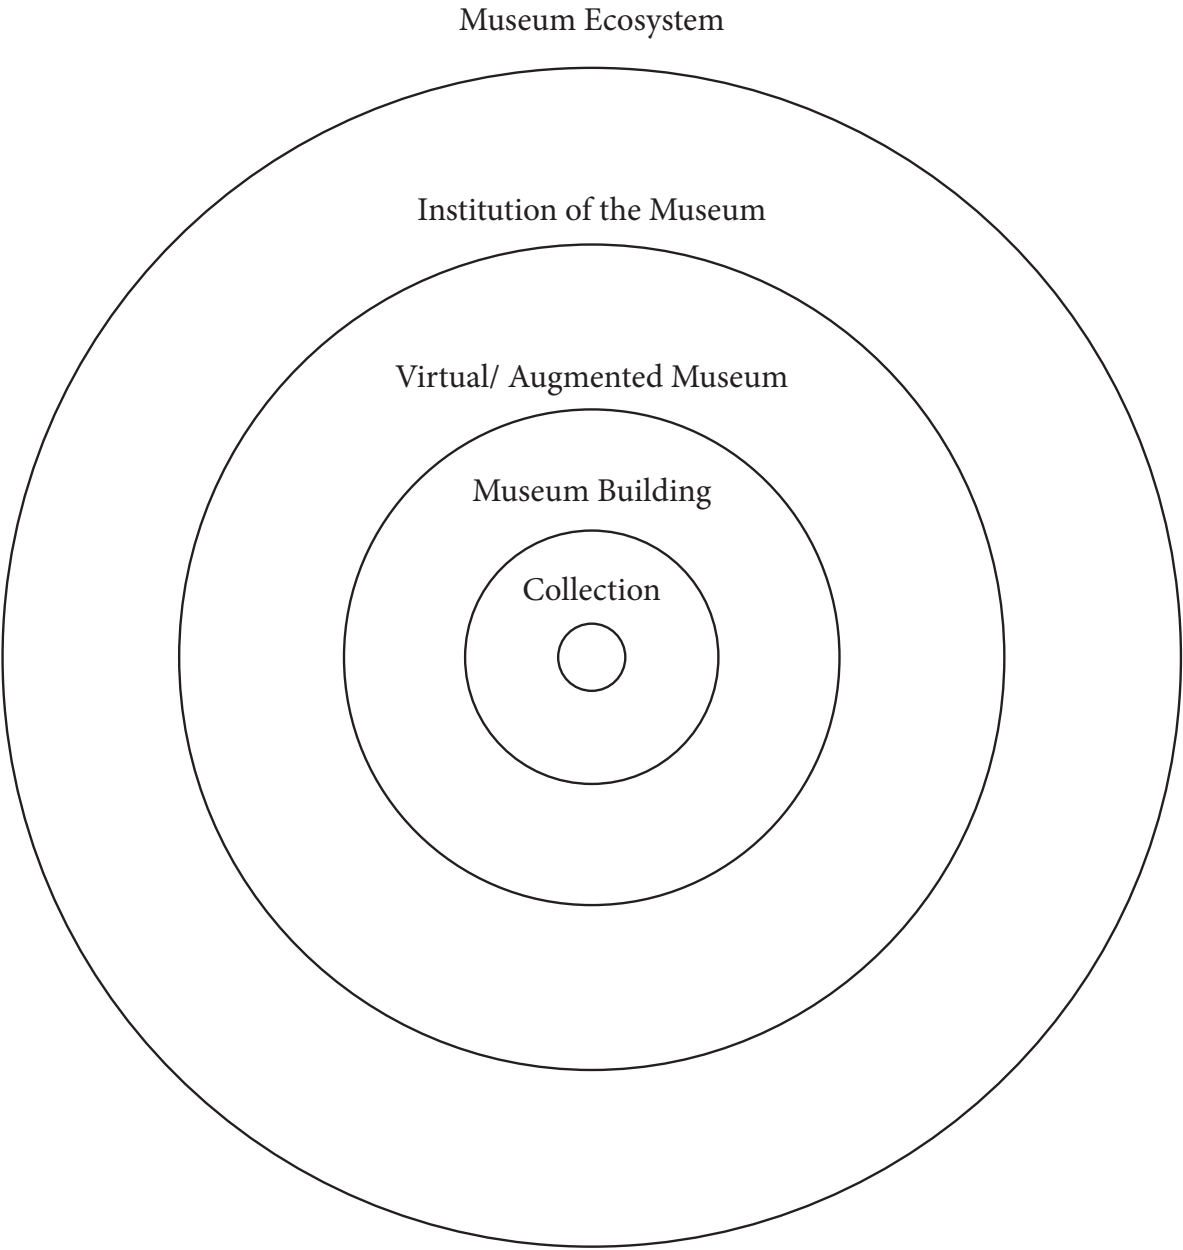 Museum Ecosystem
Institution of the Museum
Virtual/ Augmented Museum
Museum Building
Collection